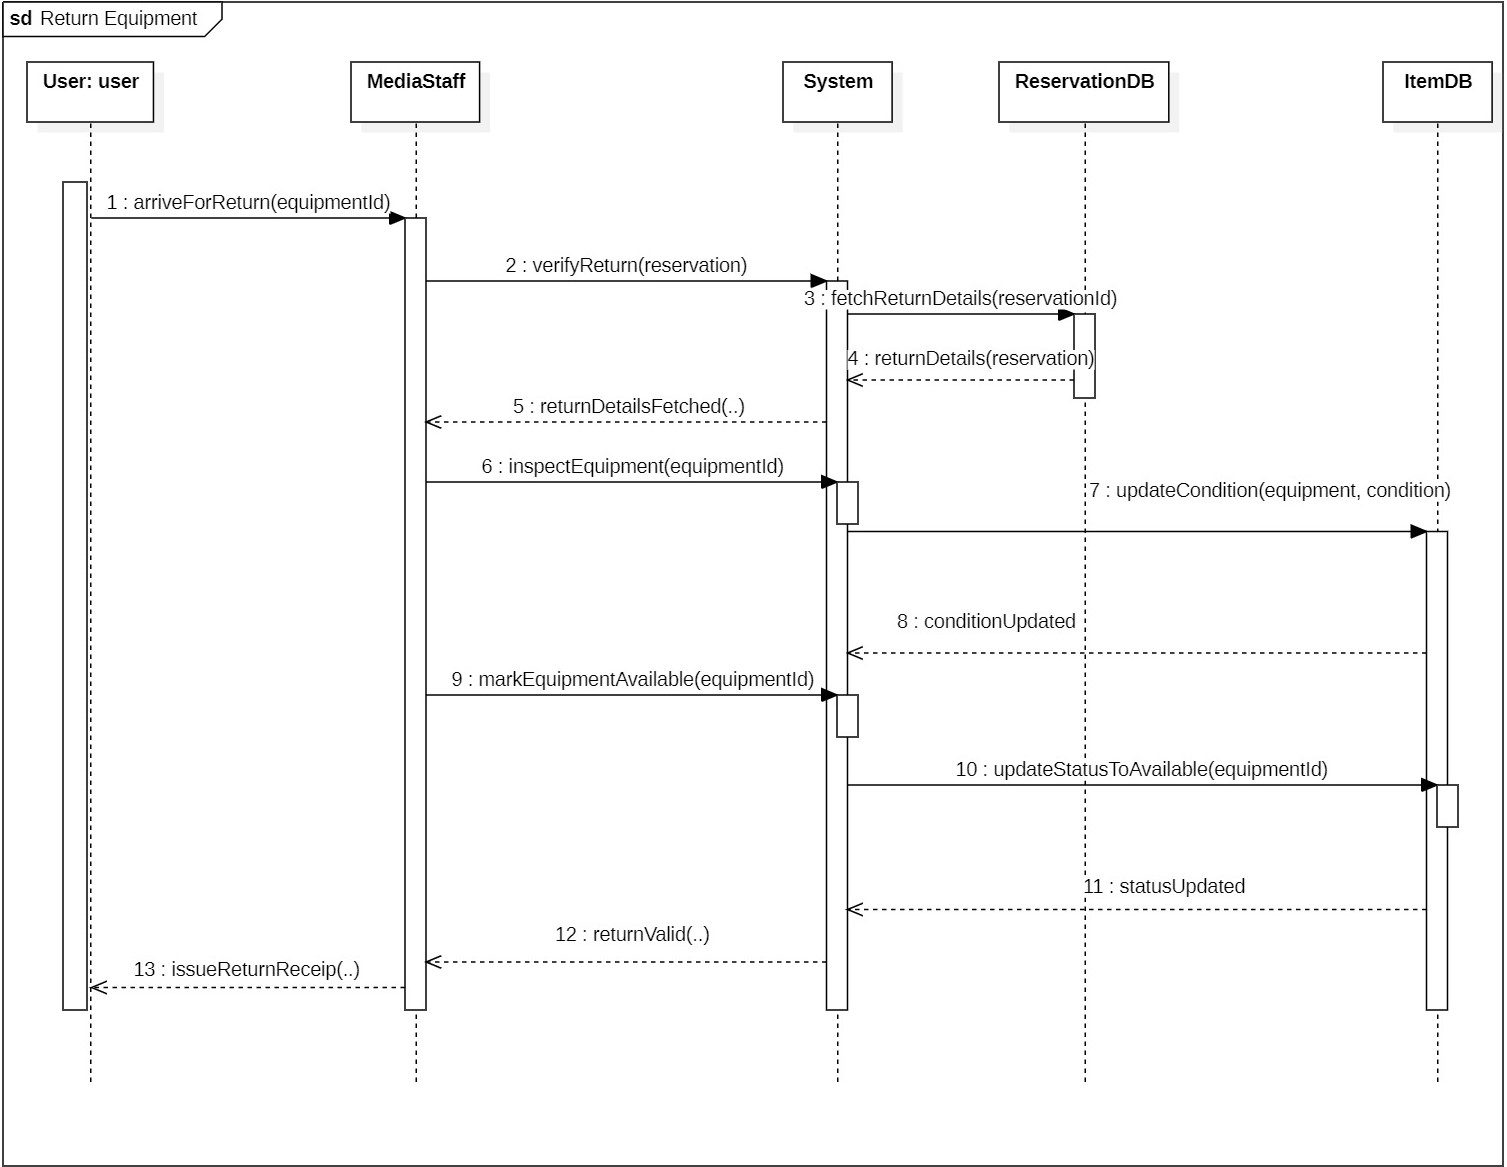 sd Return Equipment
User: user
MediaStaff
System
ReservationDB
ItemDB
1 : arriveForReturn(equipmentId)
2 : verifyReturn(reservation)
3 : fetchReturnDetails(reservationId)
4 : returnDetails(reservation)
5 : returnDetailsFetched(..)
6 : inspectEquipment(equipmentId)
7 : updateCondition(equipment, condition)
8 : conditionUpdated
9 : markEquipmentAvailable(equipmentId)
10 : updateStatusToAvailable(equipmentId)
11 : statusUpdated
12 : returnValid(..)
13 : issueReturnReceip(..)